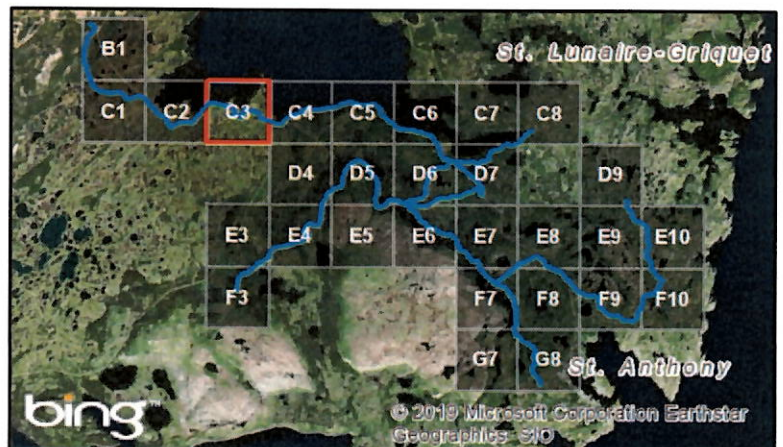 St. Lunaire-Griquet
B1
C1 C2 C3 C4 C5 C6 C7 C8
D4 D5 D6 D7 D9
E3 E4 E5 E6 E7 E8 E9 E10
F3 F7 F8 F9 F10
G7 G8 St. Anthony
bing™
© 2019 Microsoft Corporation Earthstar
Geographics SIO